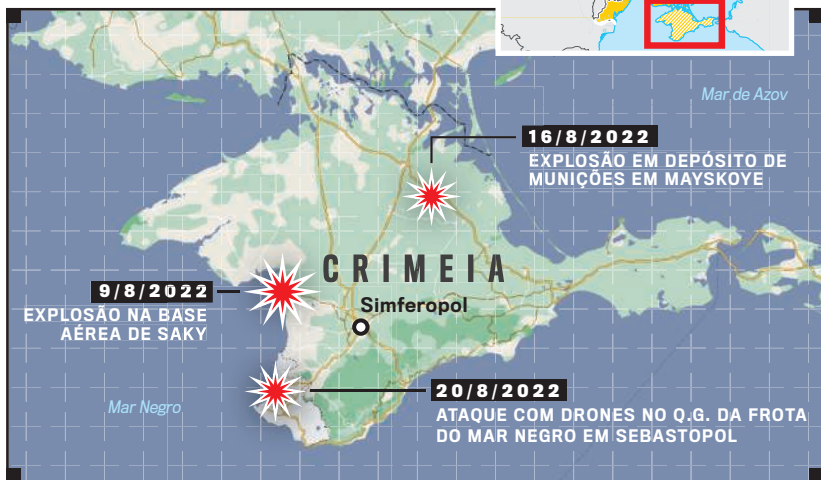 Mar de Azov
16/8/2022
EXPLOSÃO EM DEPÓSITO DE
MUNIÇÕES EM MAYSKOYE
CRIMEIA
9/8/2022
EXPLOSÃO NA BASE
AÉREA DE SAKY
Simferopol
20/8/2022
ATAQUE COM DRONES NO Q.G. DA FROTA
DO MAR NEGRO EM SEBASTOPOL
Mar Negro